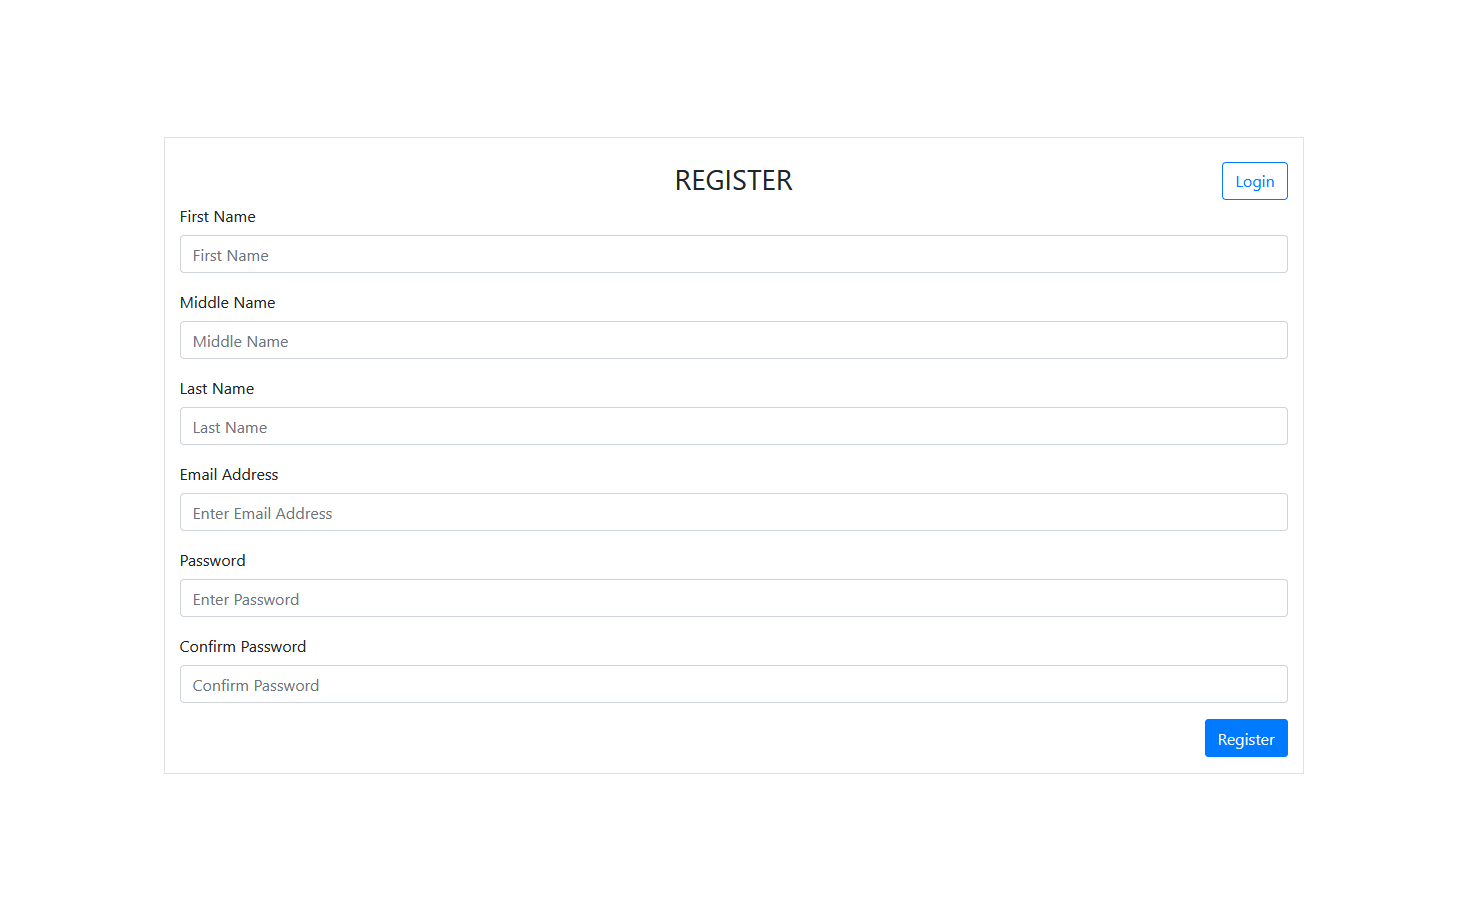 REGISTER
Login
First Name
First Name
Middle Name
Middle Name
Last Name
Last Name
Email Address
Enter Email Address
Password
Enter Password
Confirm Password
Confirm Password
Register